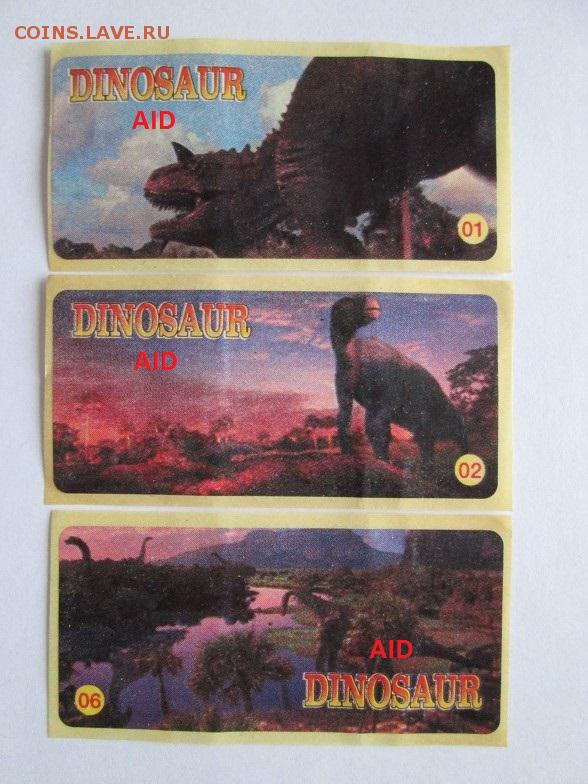 COINS.LAVE.RU
DINOSAUR
AID
01
DINOSAUR
AID
02
AID
DINOSAUR
06